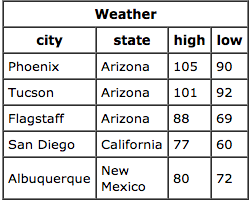 Weather
city state high low
Phoenix Arizona 105 90
Tucson Arizona 101 92
Flagstaff Arizona 88 69
San Diego California 77 60
Albuquerque New Mexico 80 72